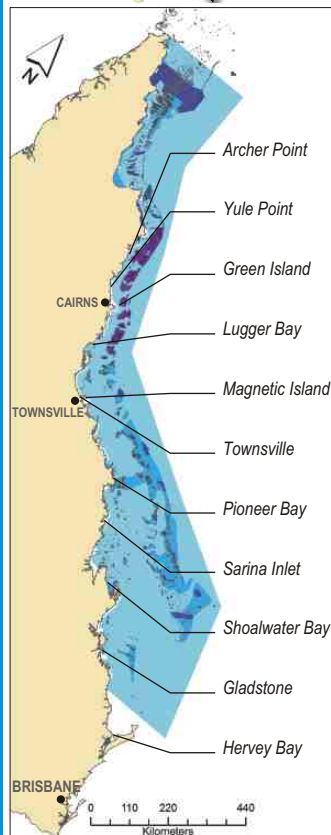 N
Archer Point
Yule Point
Green Island
CAIRNS
Lugger Bay
Magnetic Island
TOWNSVILLE
Townsville
Pioneer Bay
Sarina Inlet
Shoalwater Bay
Gladstone
Hervey Bay
BRISBANE
0 110 220 440
Kilometers